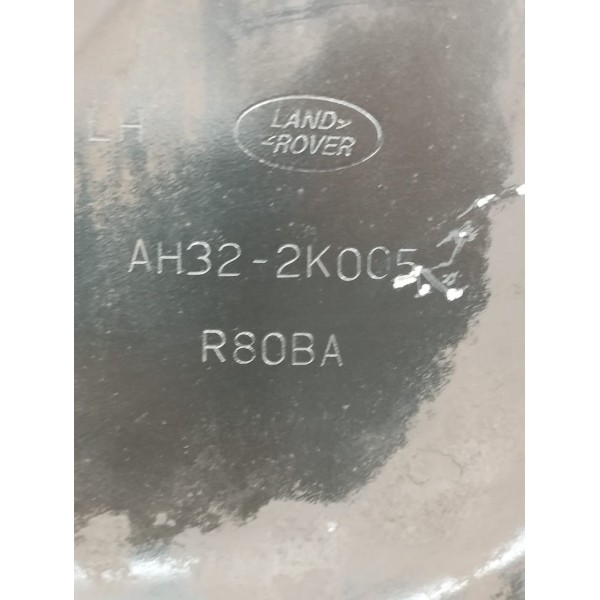 LH
LAND
ROVER
AH32-2K005
R80BA